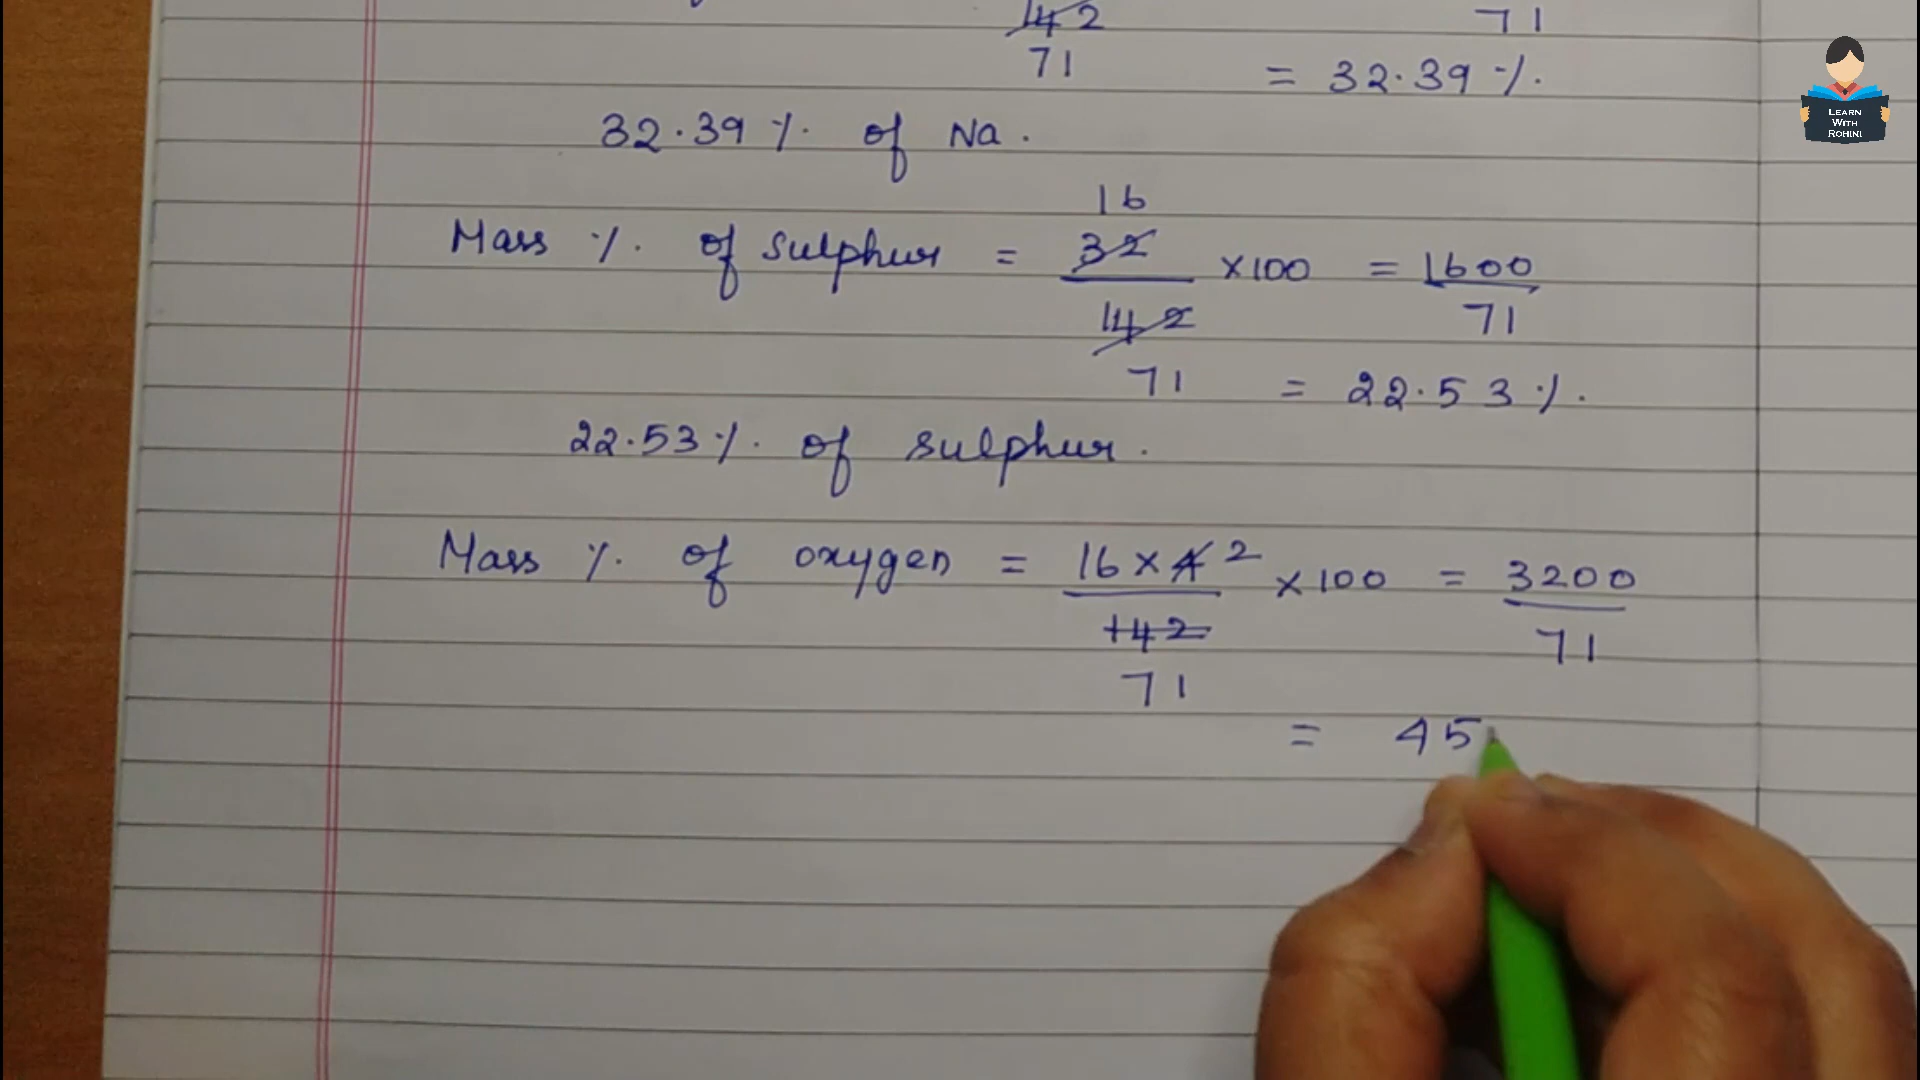 142 71
71 = 32.39 %.
LEARN
WITH
ROHINI
32.39 %. of Na.
16
Mass %. of sulphur = 32 ×100 = 1600
142 71
71 = 22.53 %.
22.53 %. of sulphur.
Mass %. of oxygen = 16 × 4 2 ×100 = 3200
142 71
71
= 45